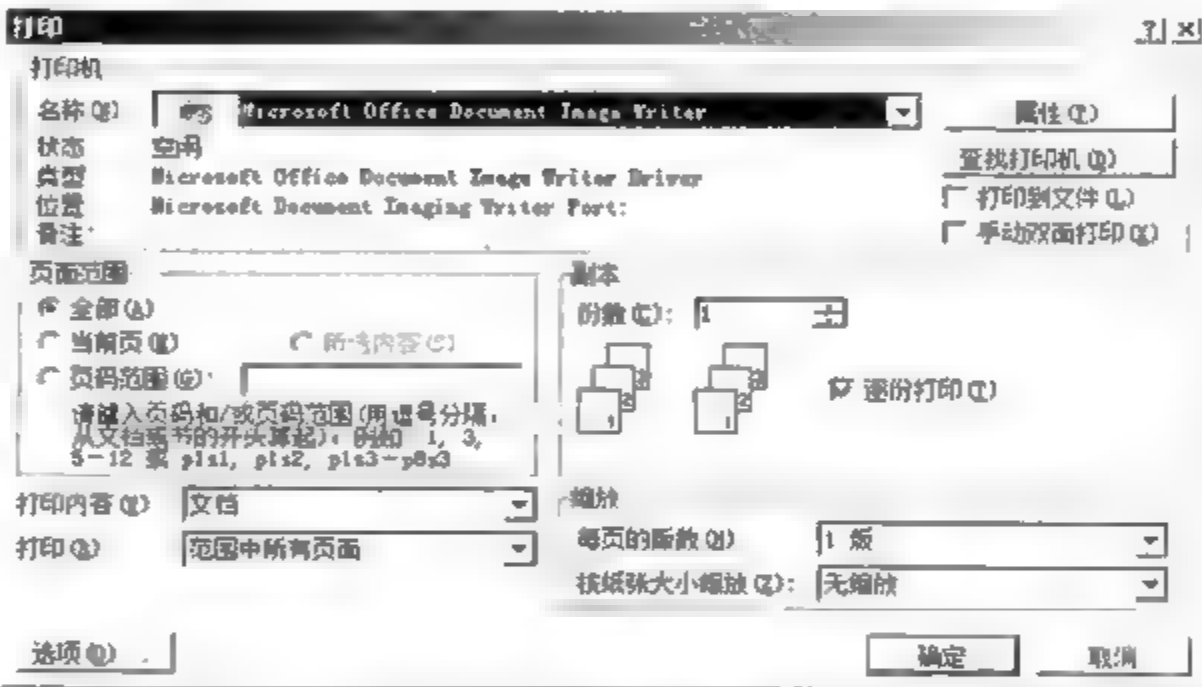 打印
打印机
名称(N) Microsoft Office Document Image Writer 属性(P)
状态 空闲 查找打印机(D)
类型 Microsoft Office Document Image Writer Driver 打印到文件(L)
位置 Microsoft Document Imaging Writer Port: 手动双面打印(X)
备注:
页面范围
全部(A)
当前页(E) 所选内容(S)
页码范围(G):
请键入页码和/或页码范围(用逗号分隔,
从文档或节的开头算起)。例如 1, 3,
5-12 或 p1s1, p1s2, p1s3-p8s3
副本
份数(C): 1
1 2 3 1 2 3
逐份打印(T)
打印内容(W) 文档
打印(R) 范围中所有页面
缩放
每页的版数(H) 1 版
按纸张大小缩放(Z): 无缩放
选项(O) 确定 取消